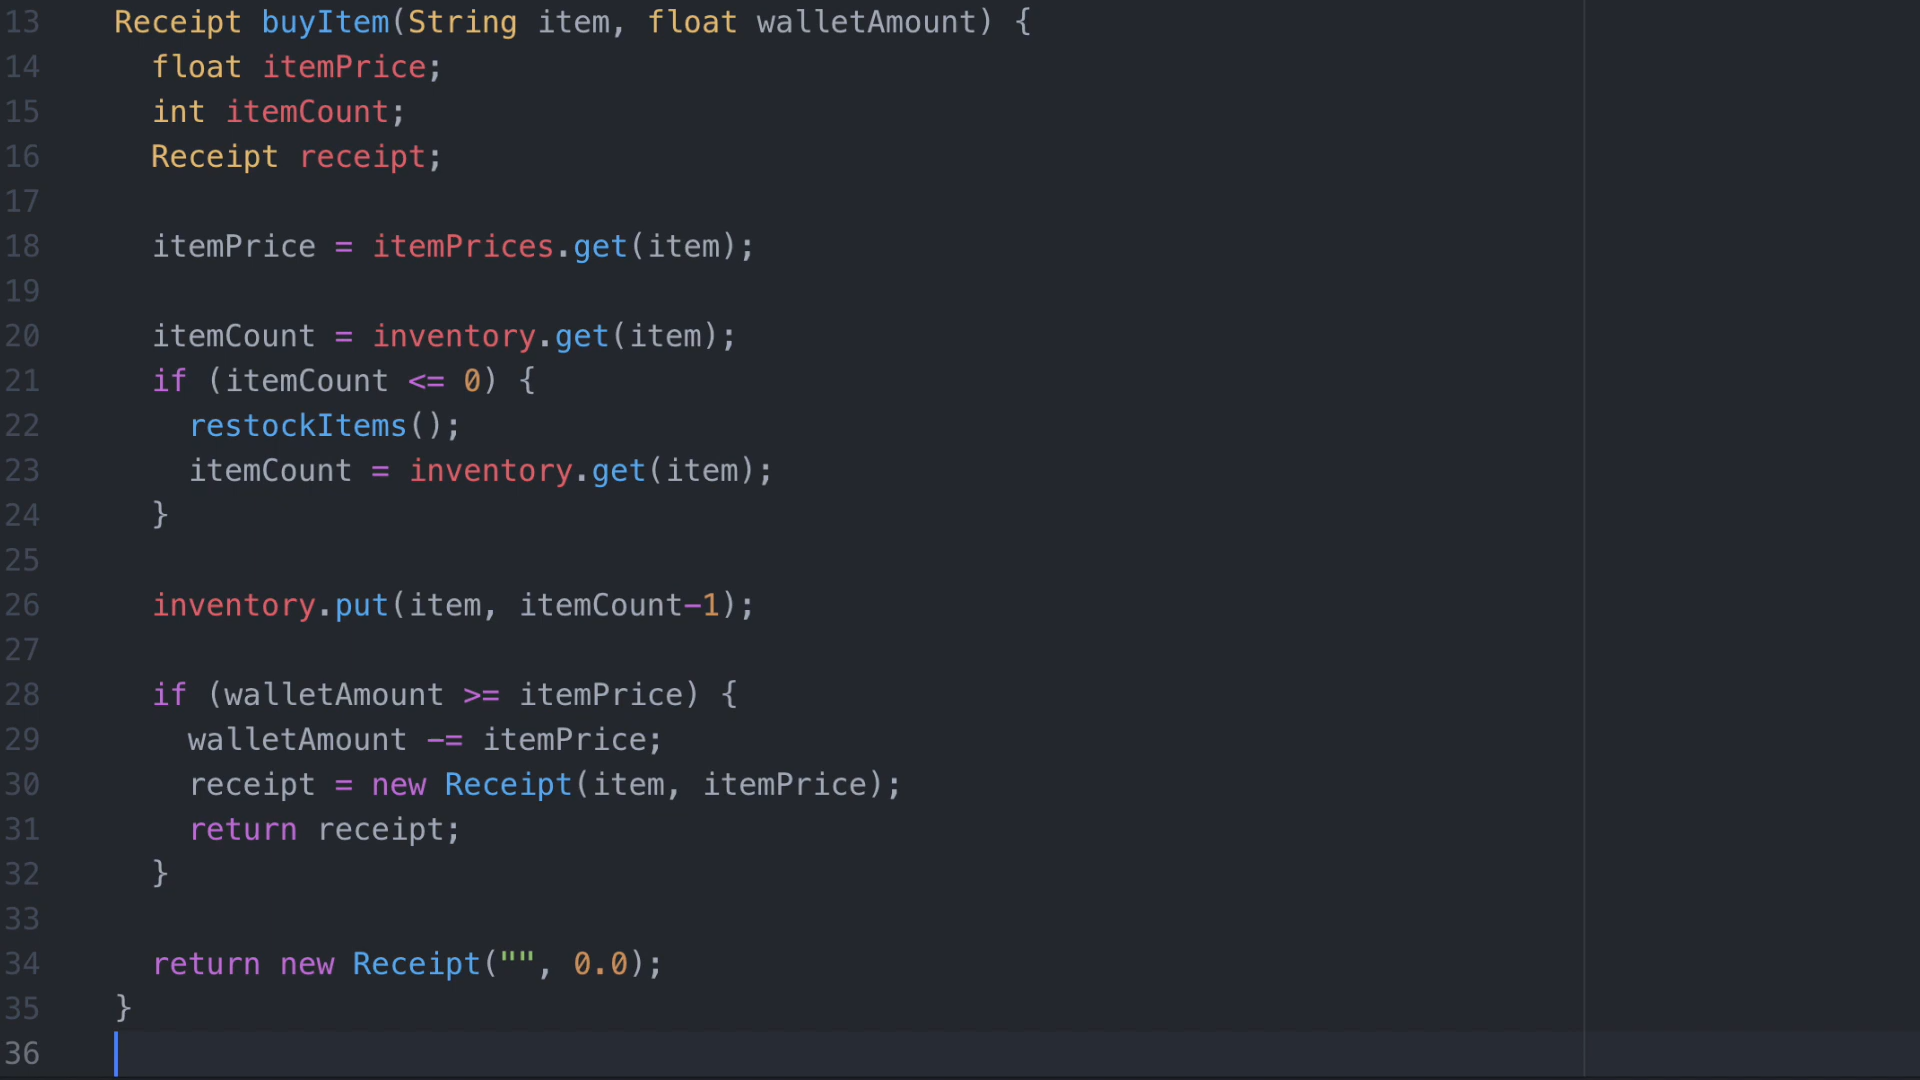 13 Receipt buyItem(String item, float walletAmount) {
14 float itemPrice;
15 int itemCount;
16 Receipt receipt;
17
18 itemPrice = itemPrices.get(item);
19
20 itemCount = inventory.get(item);
21 if (itemCount <= 0) {
22 restockItems();
23 itemCount = inventory.get(item);
24 }
25
26 inventory.put(item, itemCount-1);
27
28 if (walletAmount >= itemPrice) {
29 walletAmount -= itemPrice;
30 receipt = new Receipt(item, itemPrice);
31 return receipt;
32 }
33
34 return new Receipt("", 0.0);
35 }
36